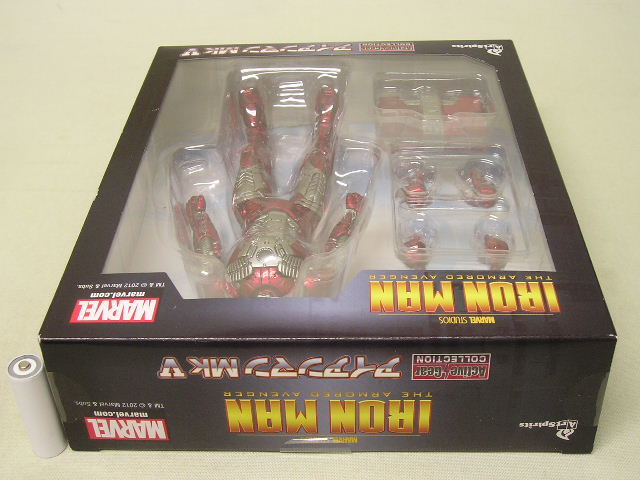 ArtSpirits
Active-Gear
COLLECTION
アイアンマン Mk V
MARVEL STUDIOS
IRON MAN
THE ARMORED AVENGER
MARVEL
marvel.com
TM & © 2012 Marvel & Subs.
Active-Gear
COLLECTION
アイアンマン Mk V
ArtSpirits
MARVEL
IRON MAN
THE ARMORED AVENGER
MARVEL
marvel.com
TM & © 2012 Marvel & Subs.